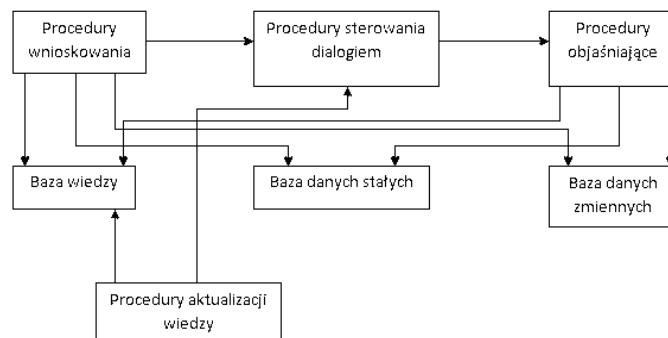 Procedury
wnioskowania
Procedury sterowania
dialogiem
Procedury
objaśniające
Baza wiedzy
Baza danych stałych
Baza danych
zmiennych
Procedury aktualizacji
wiedzy